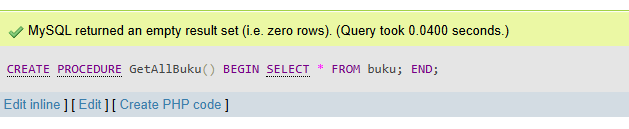 MySQL returned an empty result set (i.e. zero rows). (Query took 0.0400 seconds.)
CREATE PROCEDURE GetAllBuku() BEGIN SELECT * FROM buku; END;
Edit inline ] [ Edit ] [ Create PHP code ]